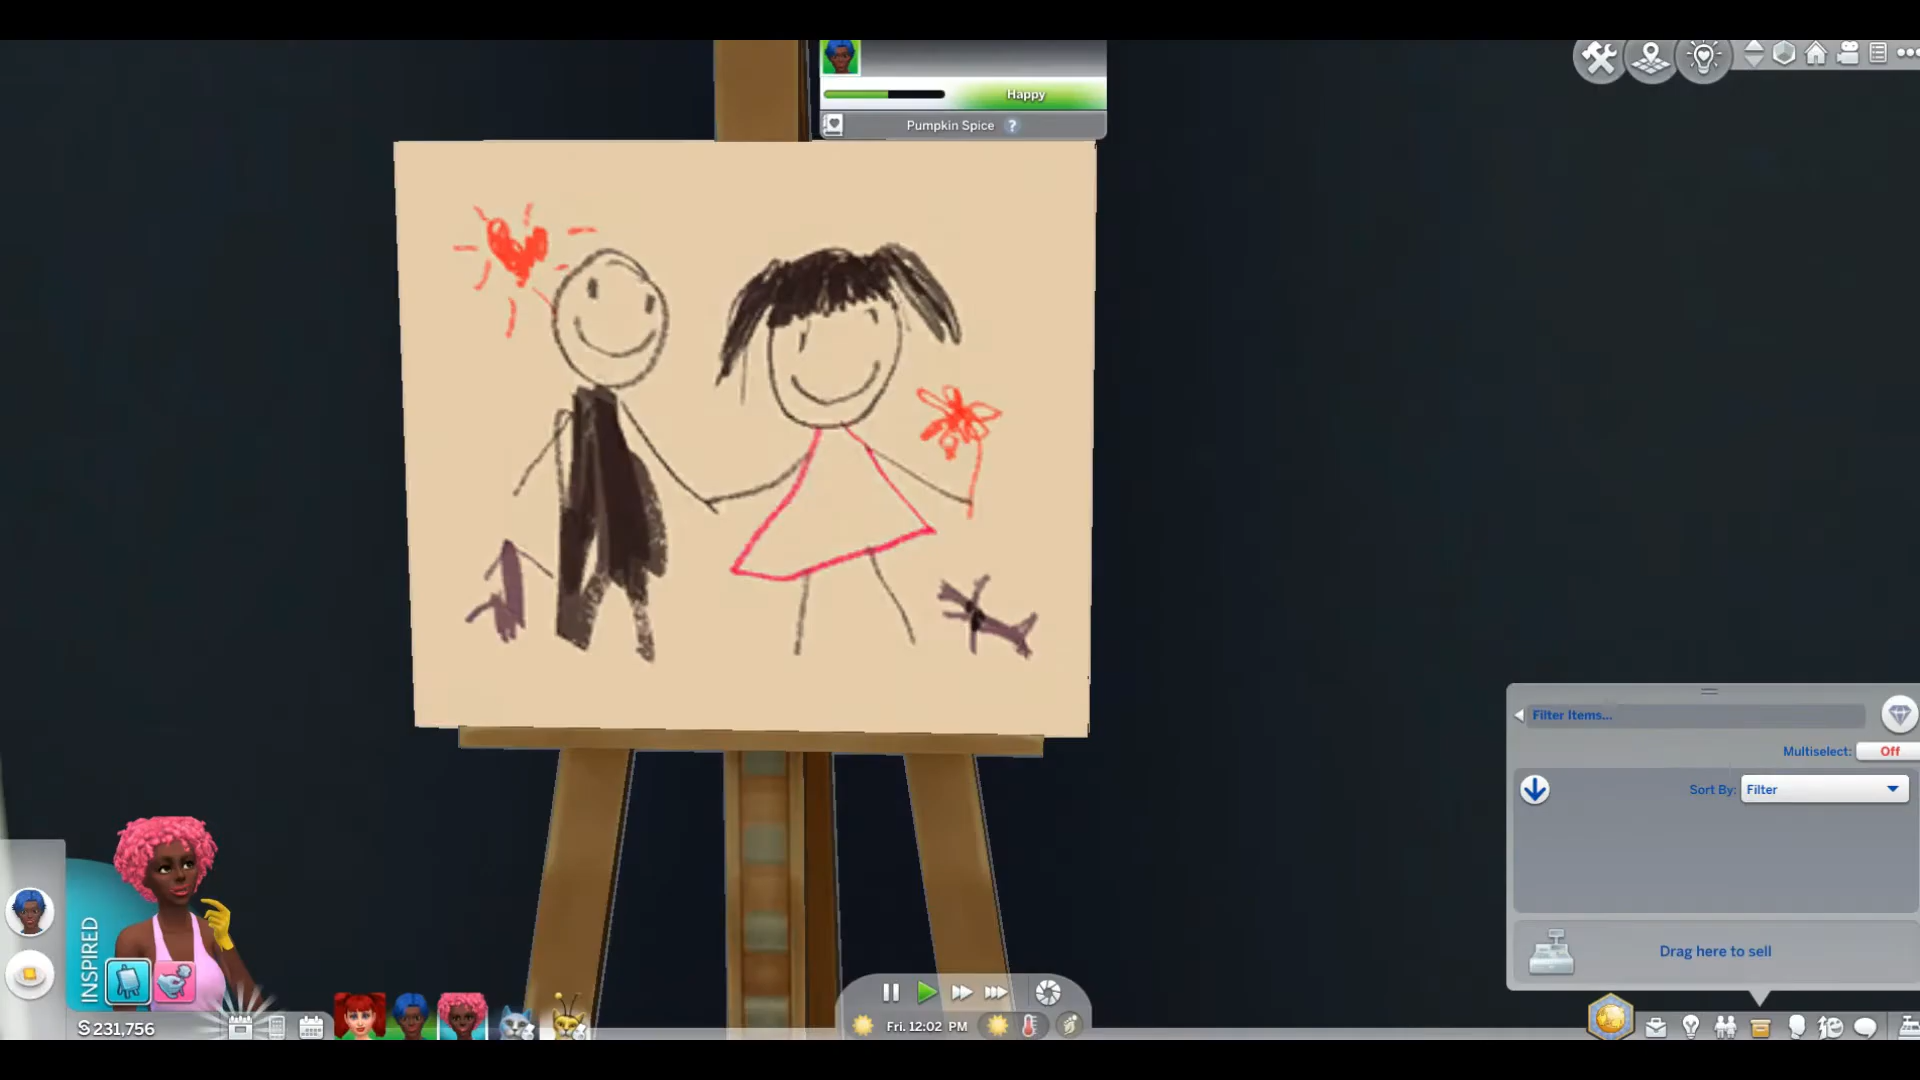 Happy
Pumpkin Spice ?
Filter Items...
Multiselect: Off
Sort By: Filter
Drag here to sell
INSPIRED
§231,756
Fri. 12:02 PM